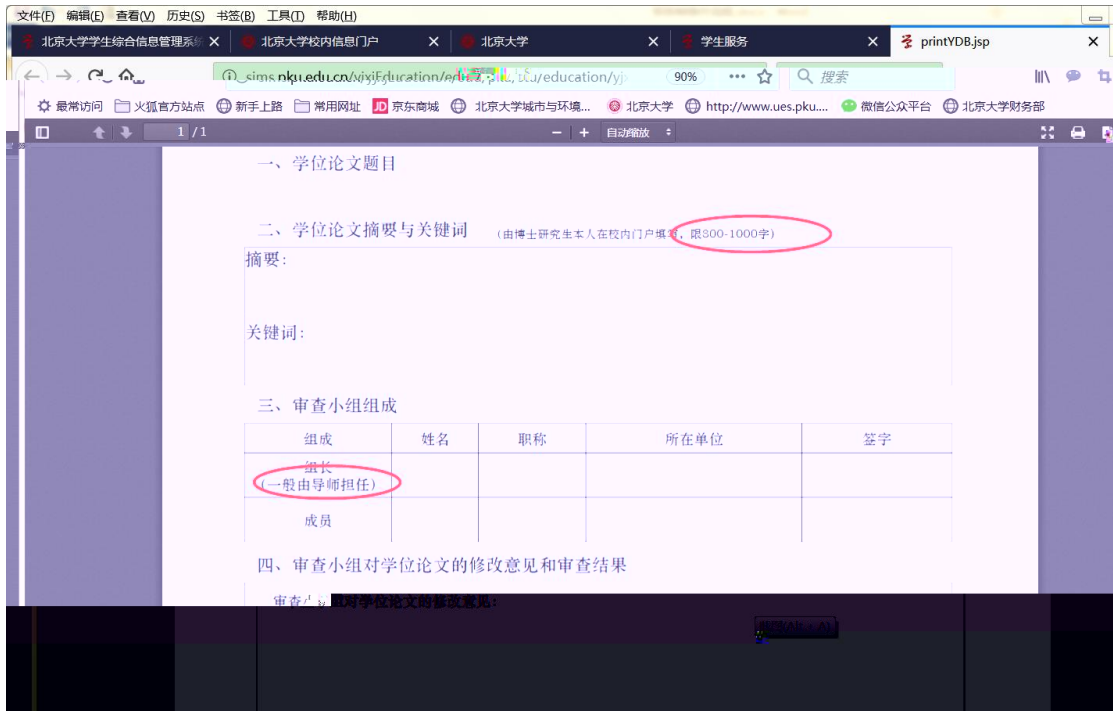 文件(F) 编辑(E) 查看(V) 历史(S) 书签(B) 工具(T) 帮助(H)
北京大学学生综合信息管理系统 北京大学校内信息门户 北京大学 学生服务 printYDB.jsp
90% 搜索
最常访问 火狐官方站点 新手上路 常用网址 JD 京东商城 北京大学城市与环境... 北京大学 http://www.ues.pku.... 微信公众平台 北京大学财务部
1 / 1 自动缩放
一、学位论文题目
二、学位论文摘要与关键词 (由博士研究生本人在校内门户填写，限800-1000字)
摘要：
关键词：
三、审查小组组成
组成 姓名 职称 所在单位 签字
组长
(一般由导师担任)
成员
四、审查小组对学位论文的修改意见和审查结果
审查小组对学位论文的修改意见：